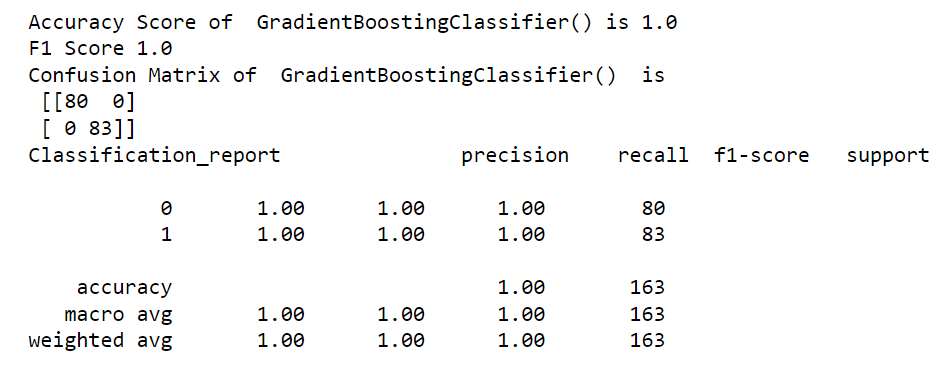 Accuracy Score of  GradientBoostingClassifier() is 1.0
F1 Score 1.0
Confusion Matrix of  GradientBoostingClassifier()  is
 [[80  0]
 [ 0 83]]
Classification_report               precision    recall  f1-score   support

           0       1.00      1.00      1.00        80
           1       1.00      1.00      1.00        83

    accuracy                           1.00       163
   macro avg       1.00      1.00      1.00       163
weighted avg       1.00      1.00      1.00       163